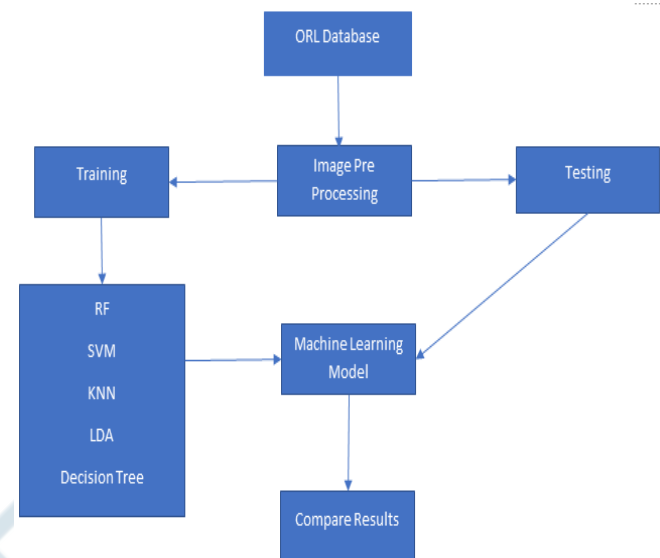 ORL Database
Training
Image Pre
Processing
Testing
RF
SVM
KNN
LDA
Decision Tree
Machine Learning
Model
Compare Results